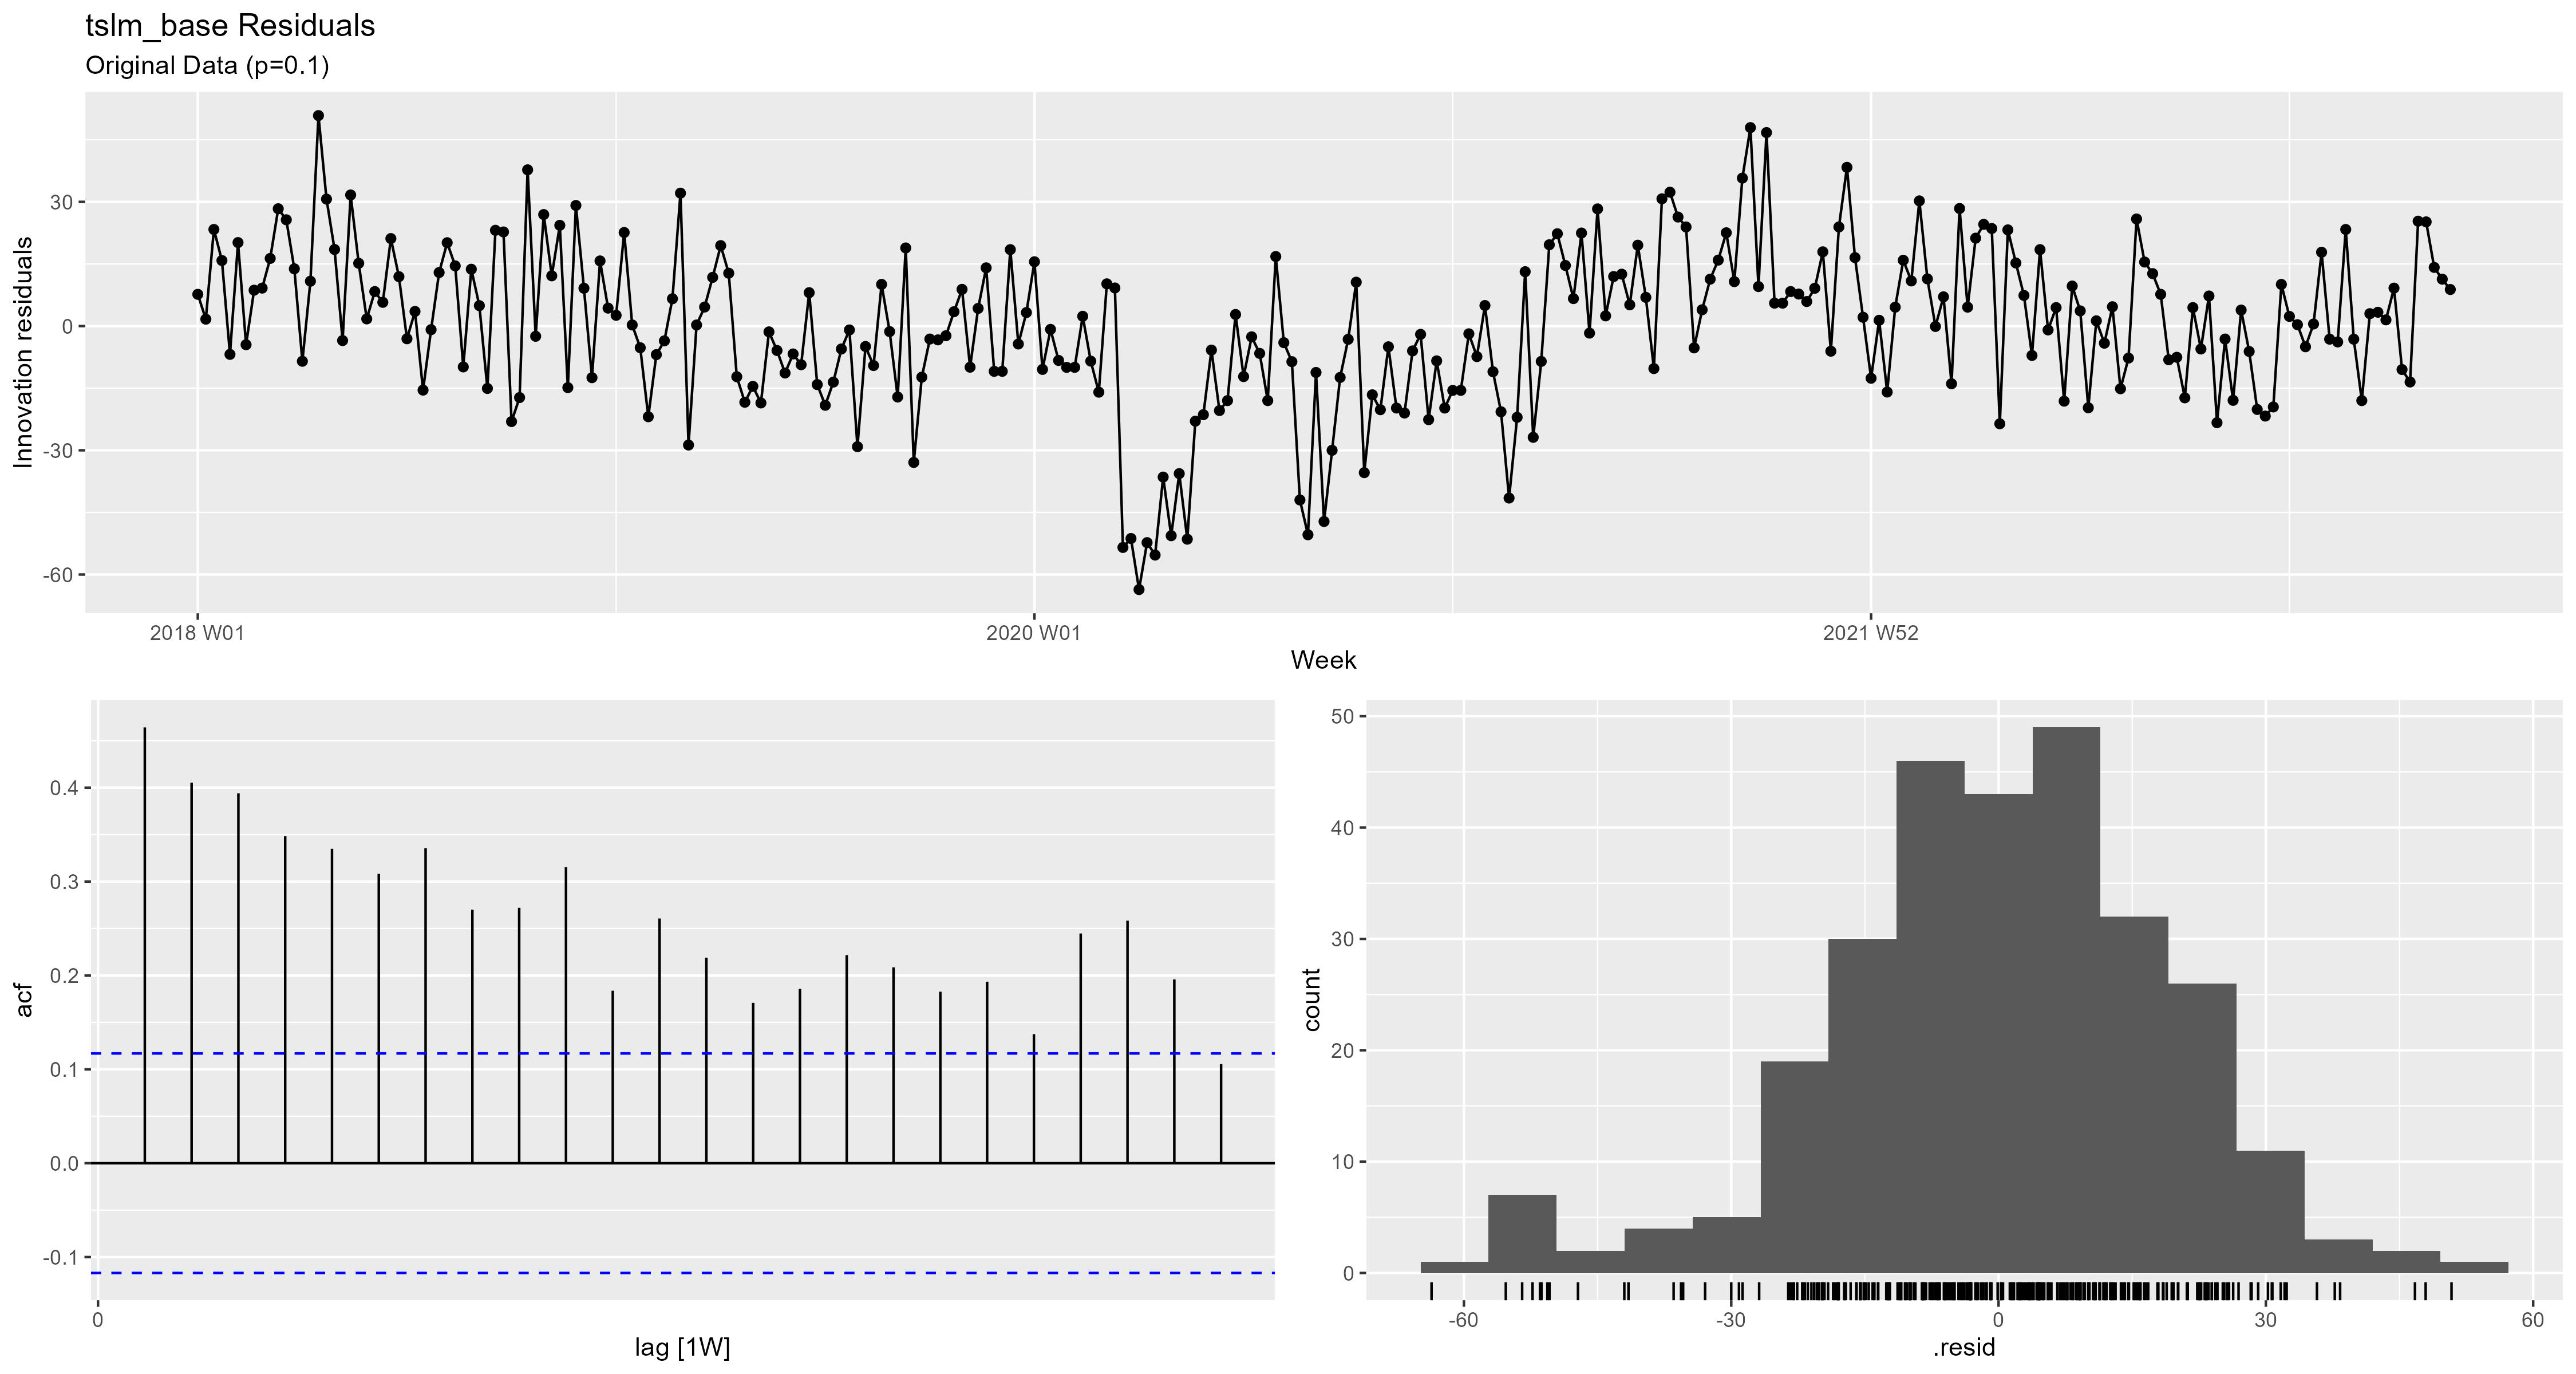 tslm_base Residuals
Original Data (p=0.1)
Innovation residuals
30
0
-30
-60
2018 W01
2020 W01
2021 W52
Week
acf
0.4
0.3
0.2
0.1
0.0
-0.1
0
lag [1W]
count
50
40
30
20
10
0
-60
-30
0
30
60
.resid